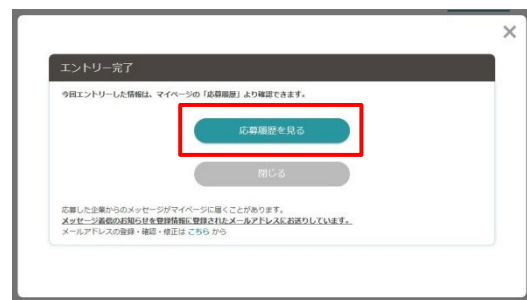 エントリー完了
今回エントリーした情報は、マイページの「応募履歴」より確認できます。
応募履歴を見る
閉じる
応募した企業からのメッセージがマイページに届くことがあります。
メッセージ着信のお知らせを登録情報に登録されたメールアドレスにお送りしています。
メールアドレスの登録・確認・修正は こちら から